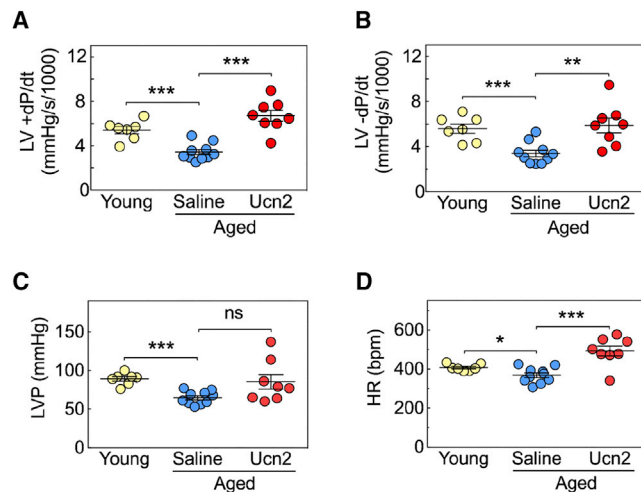 A
LV +dP/dt
(mmHg/s/1000)
12
8
4
0
***
***
Young
Saline
Ucn2
Aged
B
LV -dP/dt
(mmHg/s/1000)
12
8
4
0
***
**
Young
Saline
Ucn2
Aged
C
LVP (mmHg)
150
100
50
0
***
ns
Young
Saline
Ucn2
Aged
D
HR (bpm)
600
400
200
0
*
***
Young
Saline
Ucn2
Aged